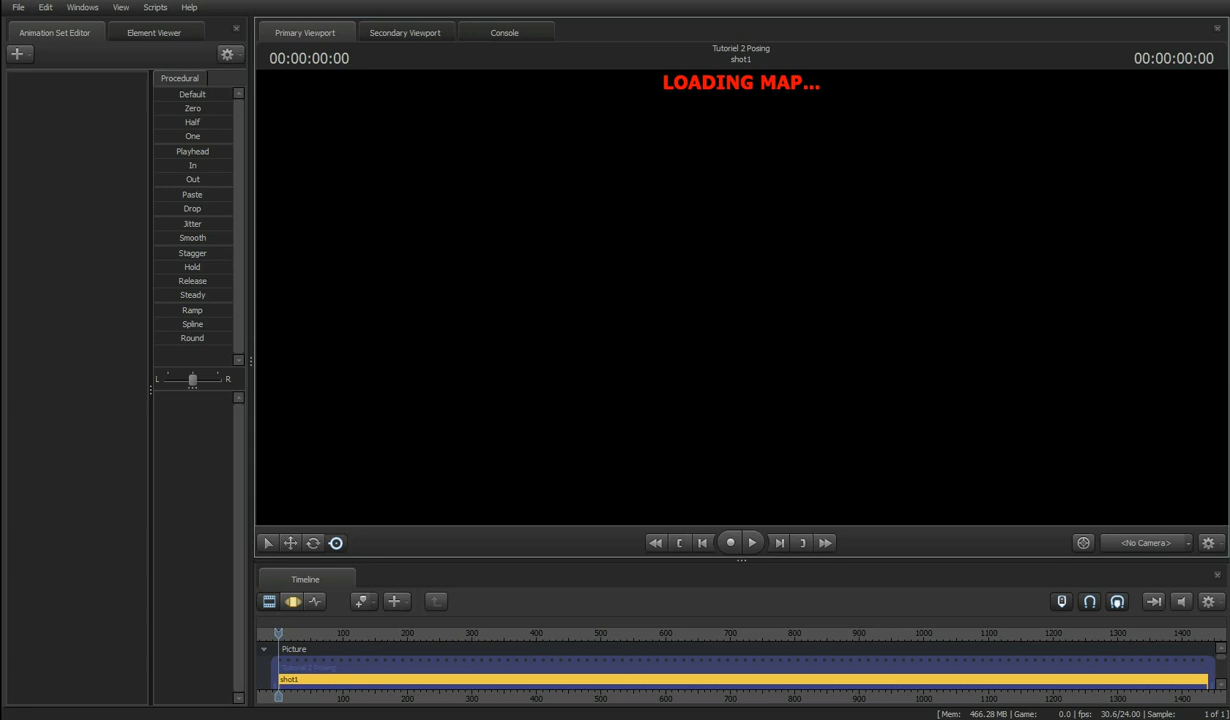 File Edit Windows View Scripts Help
Animation Set Editor Element Viewer
Primary Viewport Secondary Viewport Console
00:00:00:00
Tutoriel 2 Posing
shot1
00:00:00:00
LOADING MAP...
Procedural
Default
Zero
Half
One
Playhead
In
Out
Paste
Drop
Jitter
Smooth
Stagger
Hold
Release
Steady
Ramp
Spline
Round
L R
<No Camera>
Timeline
100 200 300 400 500 600 700 800 900 1000 1100 1200 1300 1400
Picture
Tutoriel 2 Posing
shot1
100 200 300 400 500 600 700 800 900 1000 1100 1200 1300 1400
[ Mem: 466.28 MB | Game: 0.0 | fps: 30.6/24.00 | Sample: 1 of 1